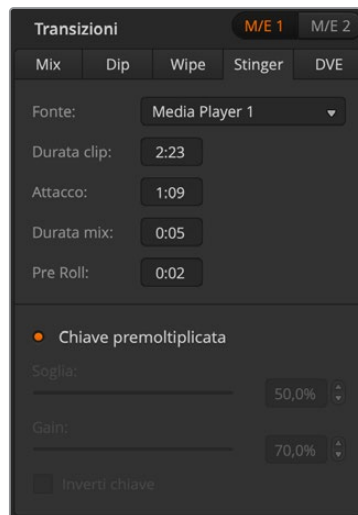 Transizioni M/E 1 M/E 2
Mix Dip Wipe Stinger DVE
Fonte: Media Player 1
Durata clip: 2:23
Attacco: 1:09
Durata mix: 0:05
Pre Roll: 0:02
Chiave premoltiplicata
Soglia:
50,0%
Gain:
70,0%
Inverti chiave